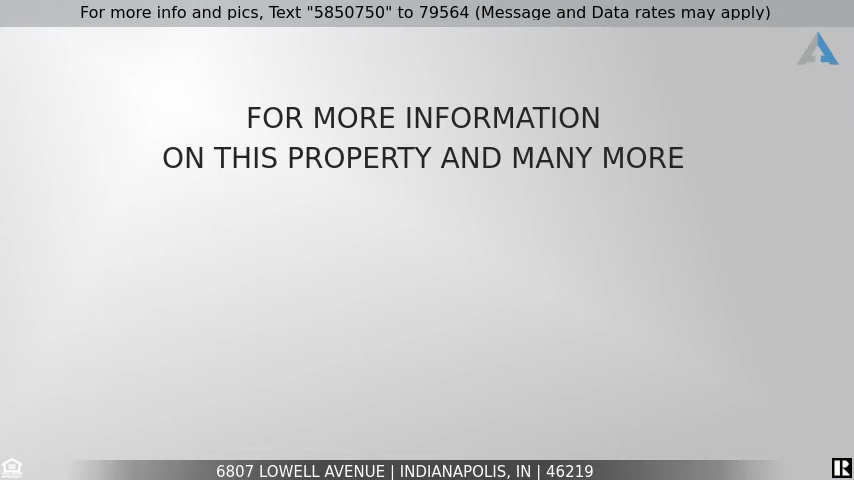 For more info and pics, Text "5850750" to 79564 (Message and Data rates may apply)
FOR MORE INFORMATION
ON THIS PROPERTY AND MANY MORE
6807 LOWELL AVENUE | INDIANAPOLIS, IN | 46219